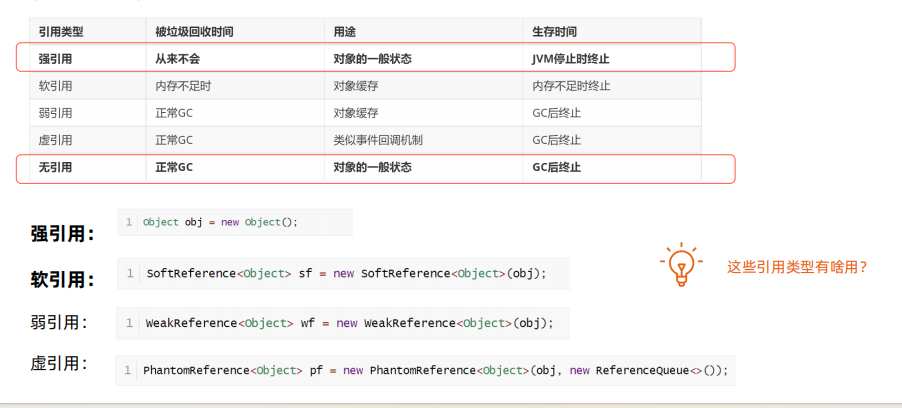 引用类型 被垃圾回收时间 用途 生存时间
强引用 从来不会 对象的一般状态 JVM停止时终止
软引用 内存不足时 对象缓存 内存不足时终止
弱引用 正常GC 对象缓存 GC后终止
虚引用 正常GC 类似事件回调机制 GC后终止
无引用 正常GC 对象的一般状态 GC后终止
强引用： 1 Object obj = new Object();
软引用： 1 SoftReference<Object> sf = new SoftReference<Object>(obj);
这些引用类型有啥用？
弱引用： 1 WeakReference<Object> wf = new WeakReference<Object>(obj);
虚引用： 1 PhantomReference<Object> pf = new PhantomReference<Object>(obj, new ReferenceQueue<>());